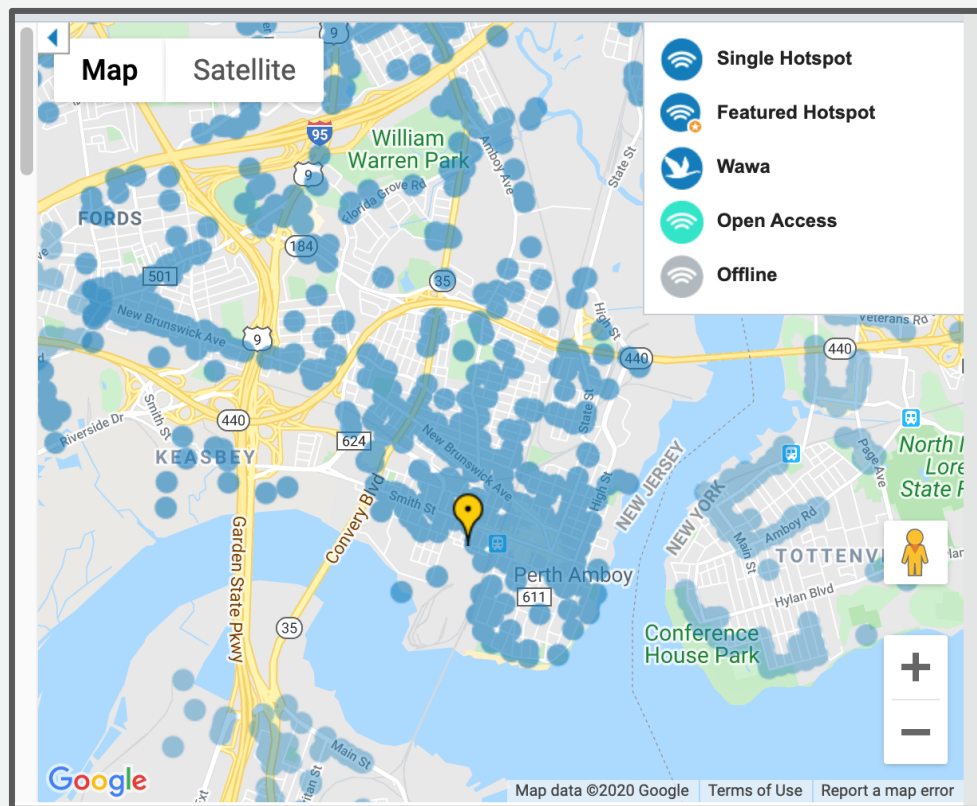 Map
Satellite
Single Hotspot
Featured Hotspot
Wawa
Open Access
Offline
9
95
William
Warren Park
9
Amboy Ave
State St
Florida Grove Rd
FORDS
184
501
35
New Brunswick Ave
9
High St
440
Veterans Rd
440
Riverside Dr
Smith St
440
624
KEASBEY
State St
New Brunswick Ave
Smith St
High St
Convery Blvd
NEW JERSEY
NEW YORK
Page Ave
Main St
Amboy Rd
TOTTENV
Hylan Blvd
Garden State Pkwy
Perth Amboy
611
35
Conference
House Park
Main St
Google
Map data ©2020 Google
Terms of Use
Report a map error